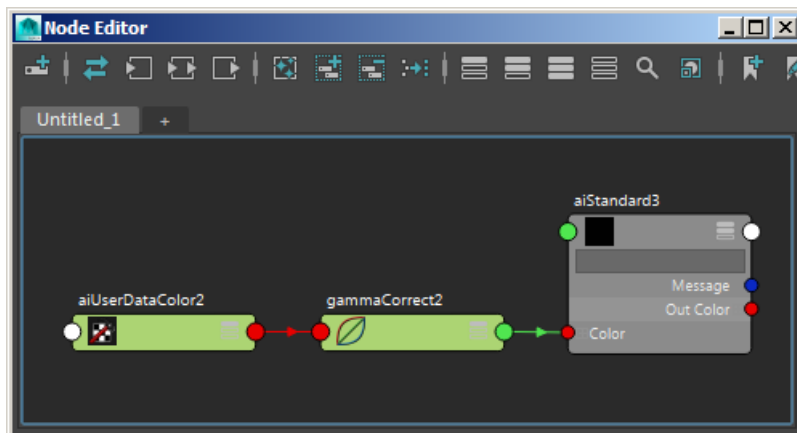 Node Editor
Untitled_1 +
aiStandard3
aiUserDataColor2
gammaCorrect2
Message
Out Color
Color